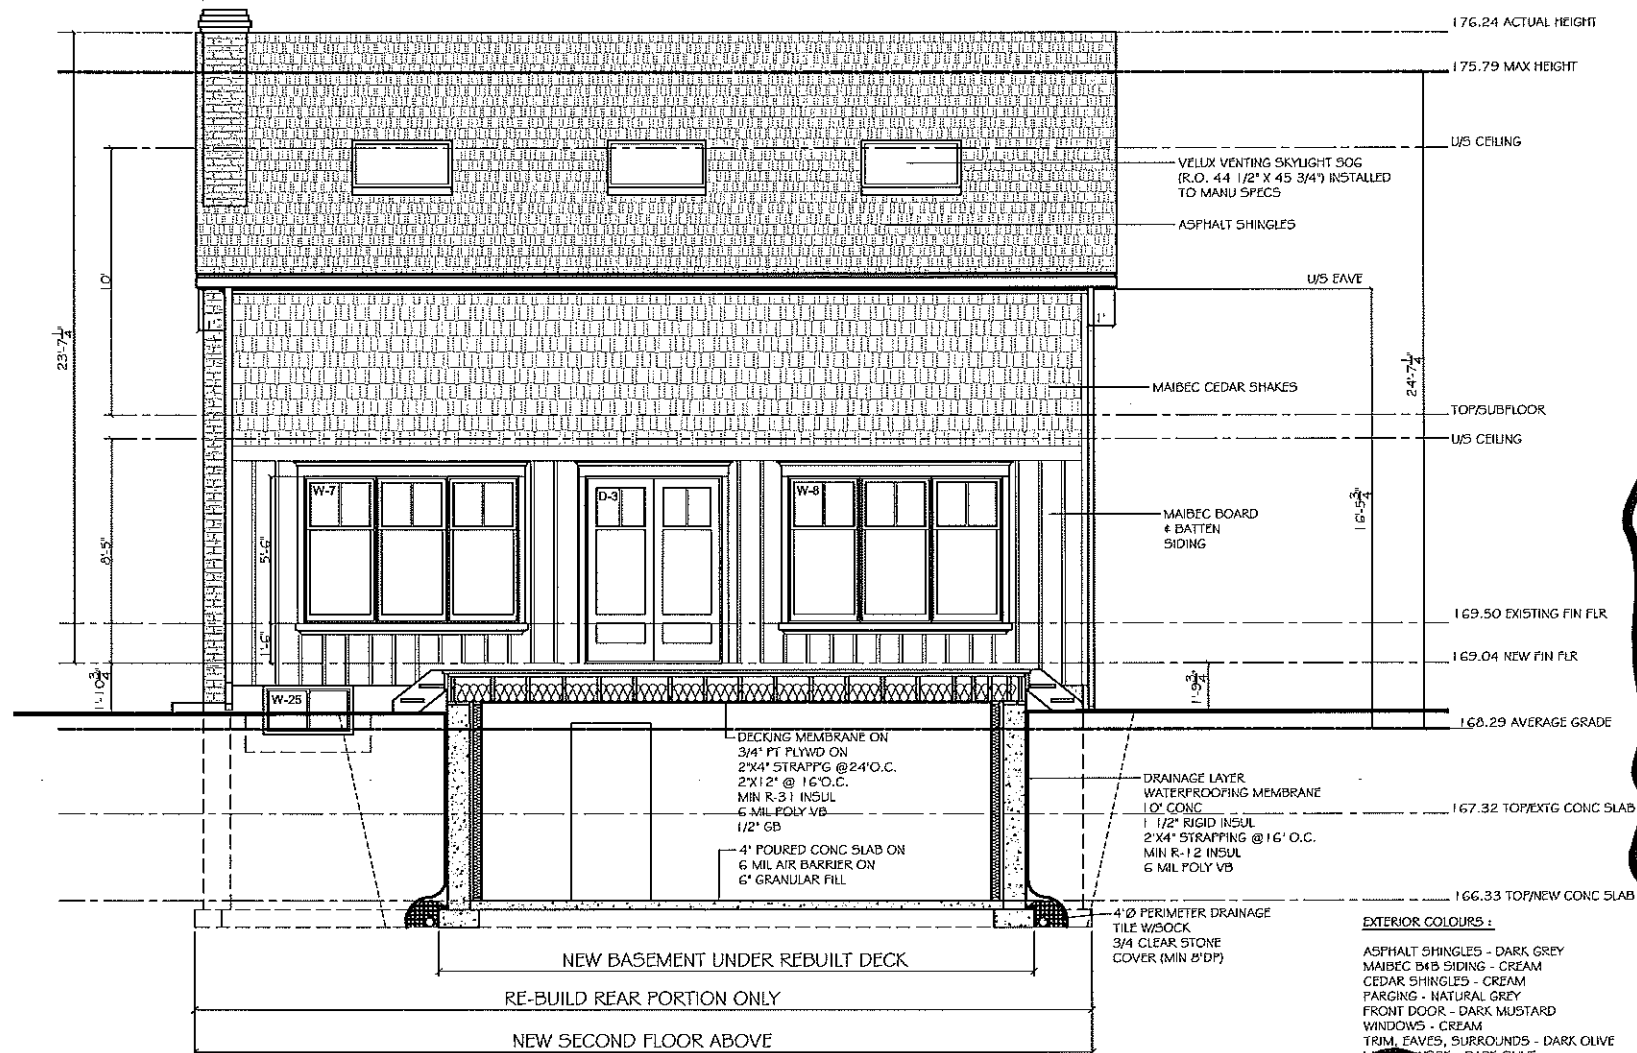 176.24 ACTUAL HEIGHT
175.79 MAX HEIGHT
U/S CEILING
VELUX VENTING SKYLIGHT SOG
(R.O. 44 1/2" X 45 3/4") INSTALLED
TO MANU SPECS
ASPHALT SHINGLES
U/S EAVE
10'
1'
23'-7 1/4"
24'-7 1/4"
MAIBEC CEDAR SHAKES
TOP/SUBFLOOR
U/S CEILING
W-7
D-3
W-8
MAIBEC BOARD
& BATTEN
SIDING
16'-5 3/4"
8'-5"
5'-6"
1'-6"
169.50 EXISTING FIN FLR
169.04 NEW FIN FLR
1'-10 3/4"
1'-9 3/4"
W-25
168.29 AVERAGE GRADE
DECKING MEMBRANE ON
3/4" PT PLYWD ON
2"X4" STRAPP'G @24"O.C.
2"X12" @ 16"O.C.
MIN R-31 INSUL
6 MIL POLY VB
1/2" GB
DRAINAGE LAYER
WATERPROOFING MEMBRANE
10" CONC
1 1/2" RIGID INSUL
2"X4" STRAPPING @16" O.C.
MIN R-12 INSUL
6 MIL POLY VB
167.32 TOP/EXTG CONC SLAB
4" POURED CONC SLAB ON
6 MIL AIR BARRIER ON
6" GRANULAR FILL
166.33 TOP/NEW CONC SLAB
4"Ø PERIMETER DRAINAGE
TILE W/SOCK
3/4 CLEAR STONE
COVER (MIN 8"DP)
NEW BASEMENT UNDER REBUILT DECK
RE-BUILD REAR PORTION ONLY
NEW SECOND FLOOR ABOVE
EXTERIOR COLOURS :
ASPHALT SHINGLES - DARK GREY
MAIBEC B&B SIDING - CREAM
CEDAR SHINGLES - CREAM
PARGING - NATURAL GREY
FRONT DOOR - DARK MUSTARD
WINDOWS - CREAM
TRIM, EAVES, SURROUNDS - DARK OLIVE